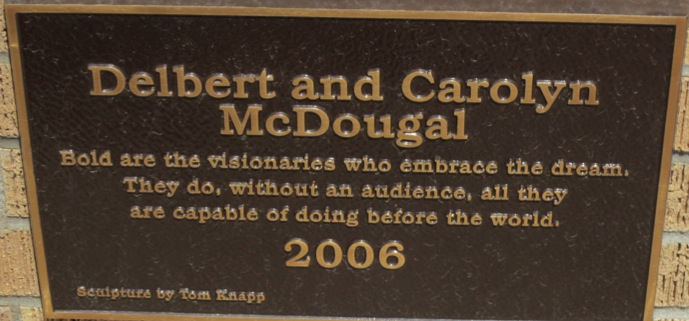 Delbert and Carolyn
McDougal
Bold are the visionaries who embrace the dream.
They do, without an audience, all they
are capable of doing before the world.
2006
Sculpture by Tom Knapp